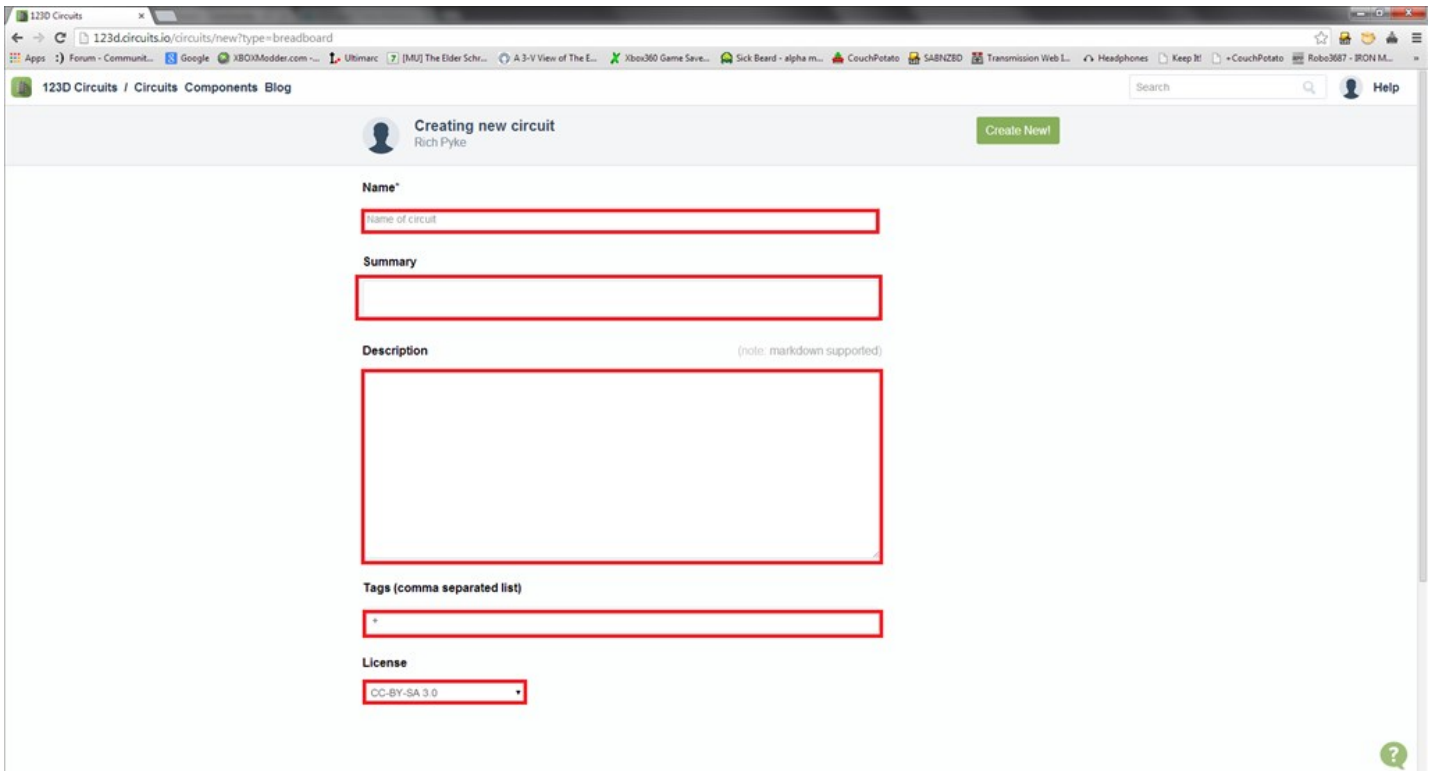 123D Circuits
123d.circuits.io/circuits/new?type=breadboard
Apps :) Forum - Communit... Google XBOXModder.com -... Ultimarc [MU] The Elder Schr... A 3-V View of The E... Xbox360 Game Save... Sick Beard - alpha m... CouchPotato SABNZBD Transmission Web I... Headphones Keep It! +CouchPotato Robo3687 - IRON M... »
123D Circuits / Circuits Components Blog Search Help
Creating new circuit Create New!
Rich Pyke
Name*
Name of circuit
Summary
Description (note: markdown supported)
Tags (comma separated list)
+
License
CC-BY-SA 3.0
?